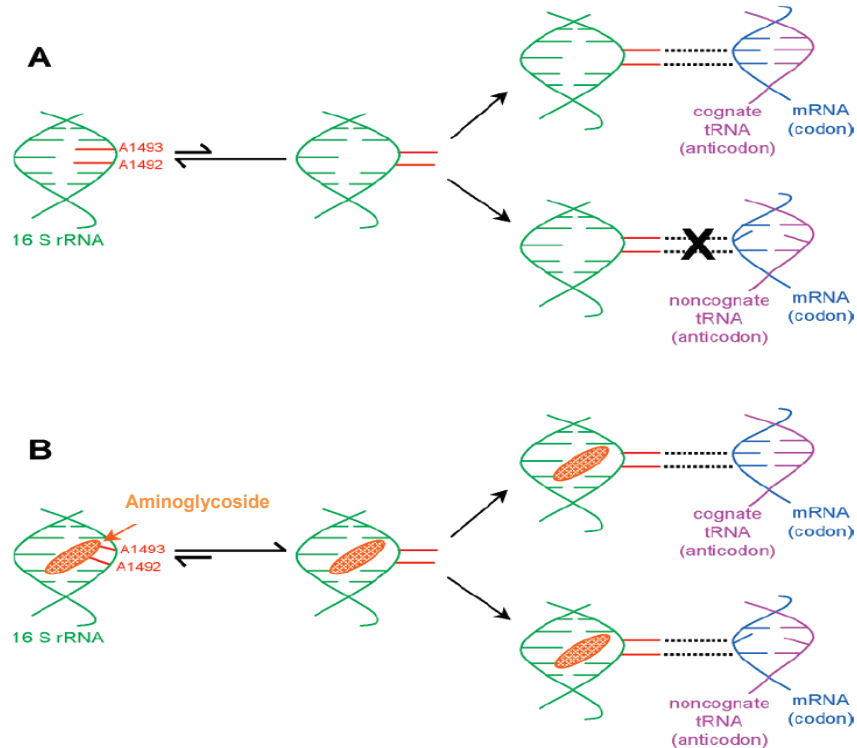 A
A1493
A1492
16 S rRNA
cognate
tRNA
(anticodon)
mRNA
(codon)
X
noncognate
tRNA
(anticodon)
mRNA
(codon)
B
Aminoglycoside
A1493
A1492
16 S rRNA
cognate
tRNA
(anticodon)
mRNA
(codon)
noncognate
tRNA
(anticodon)
mRNA
(codon)